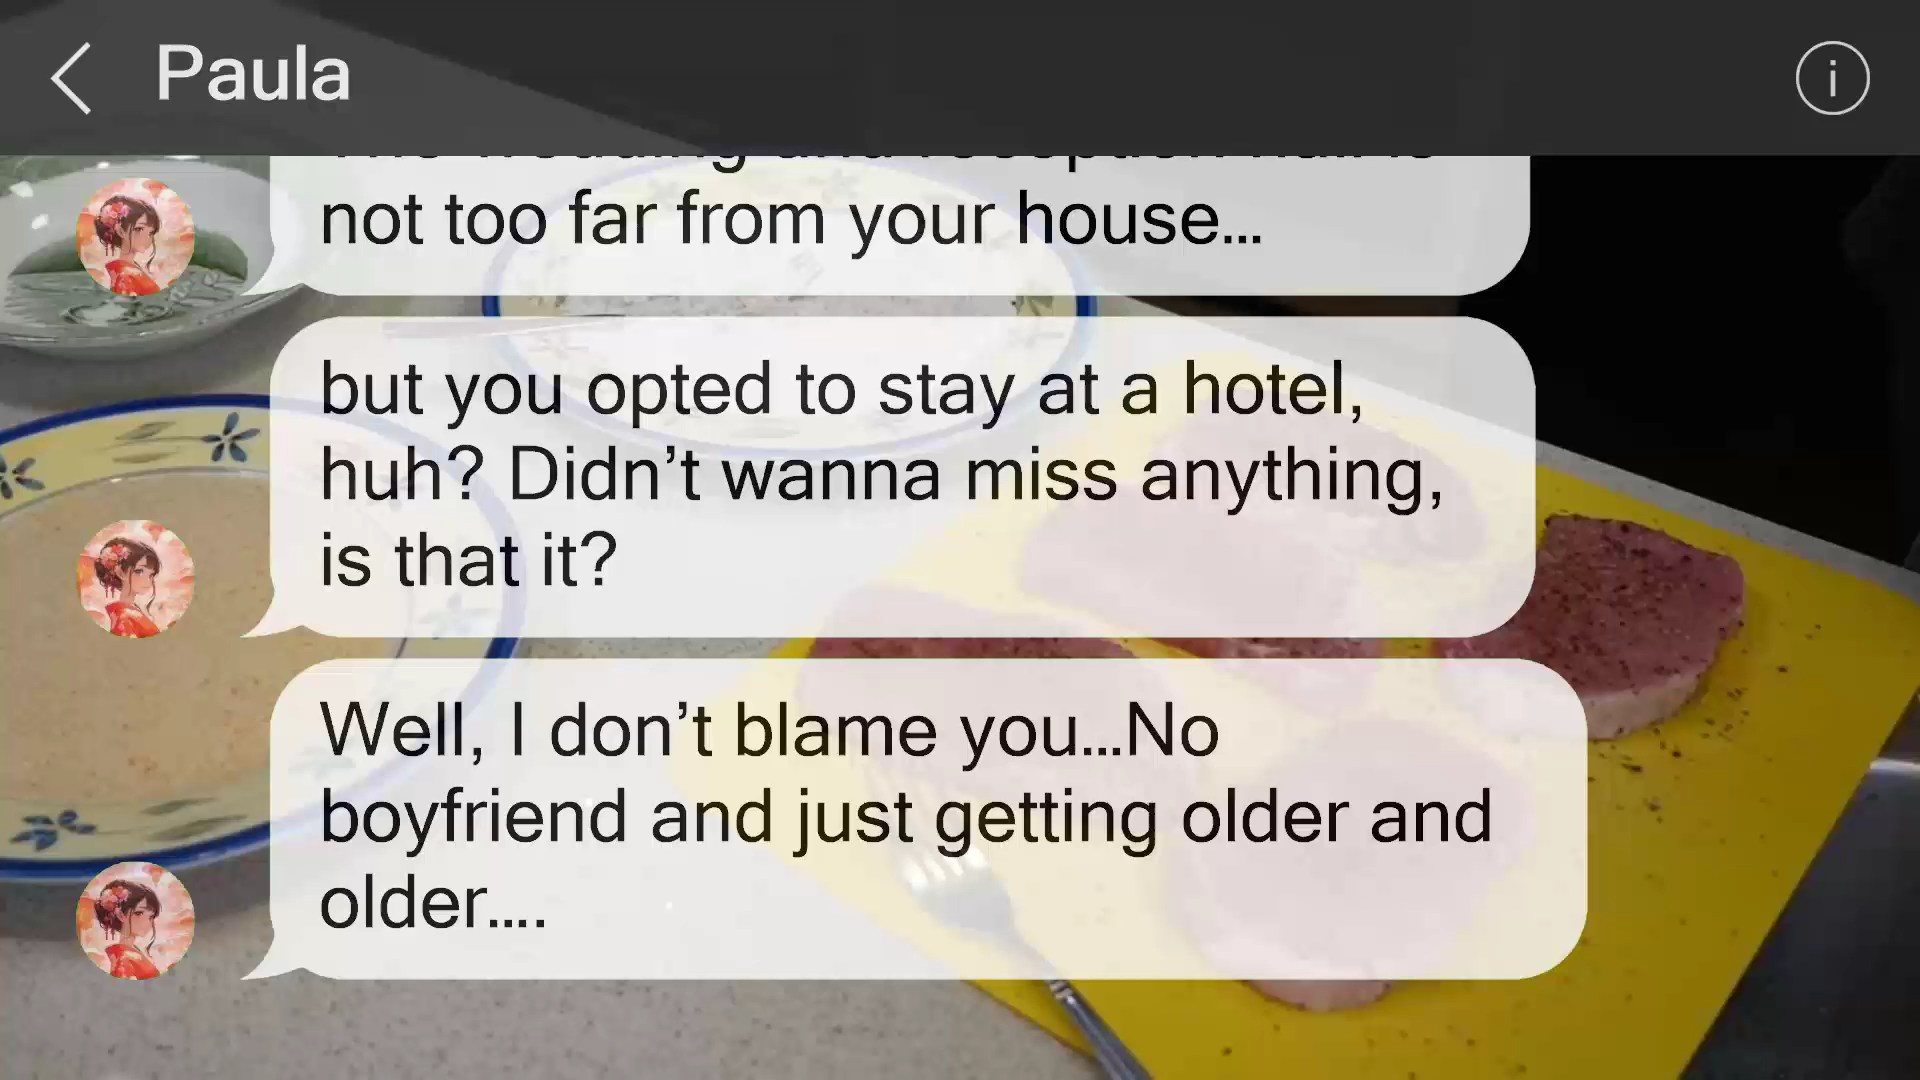 Paula
not too far from your house...
but you opted to stay at a hotel,
huh? Didn’t wanna miss anything,
is that it?
Well, I don’t blame you...No
boyfriend and just getting older and
older....